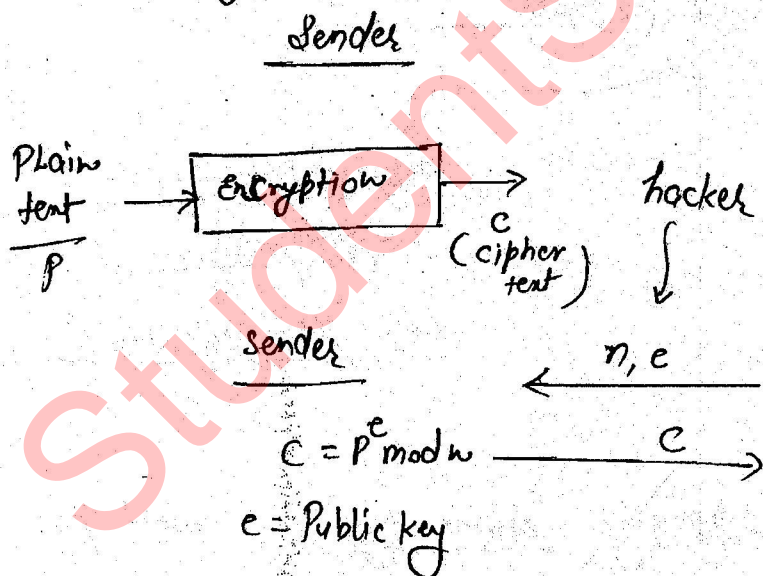 Sender
Plain
text
P
Encryption
C
(cipher
text)
hacker
Sender
n, e
C = P^e mod n
C
e = Public key
Students